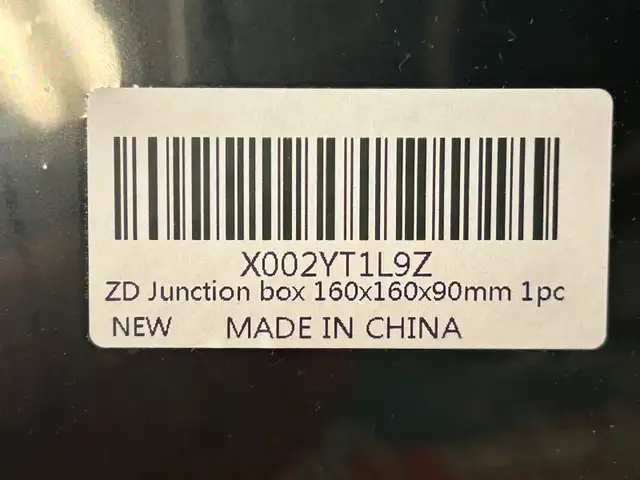 X002YT1L9Z
ZD Junction box 160x160x90mm 1pc
NEW MADE IN CHINA